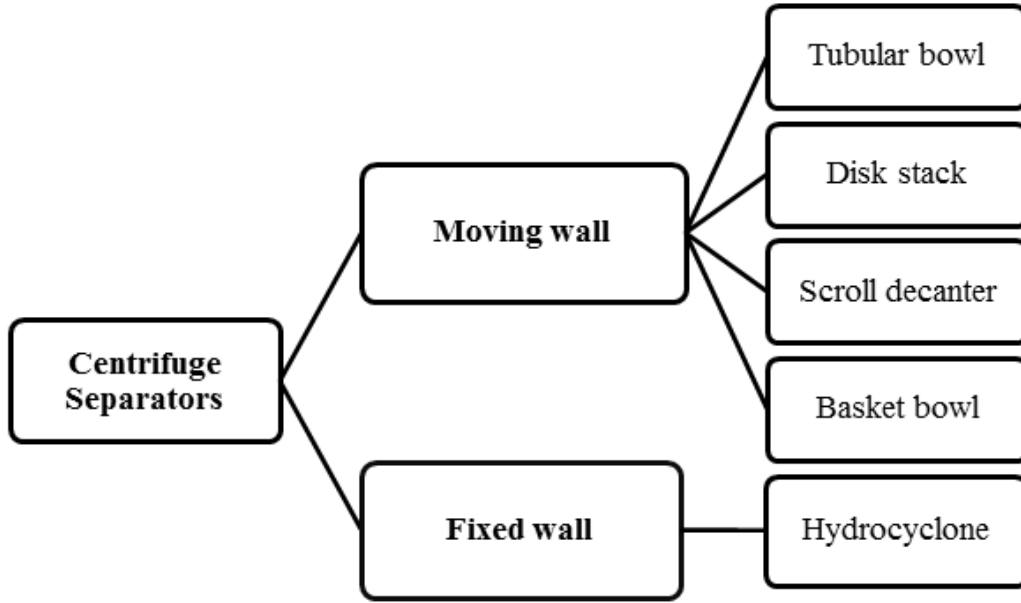 Centrifuge
Separators
Moving wall
Fixed wall
Tubular bowl
Disk stack
Scroll decanter
Basket bowl
Hydrocyclone